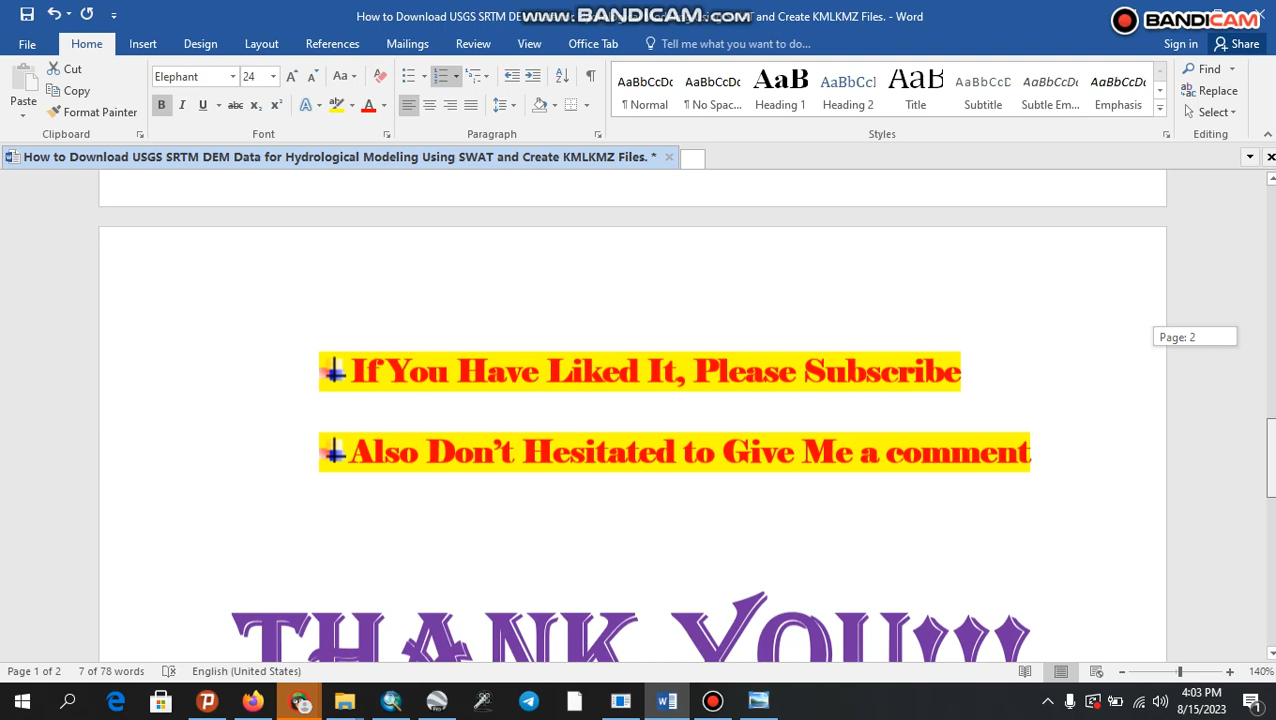 How to Download USGS SRTM DE www.BANDICAM.com T and Create KMLKMZ Files. - Word
BANDICAM
File Home Insert Design Layout References Mailings Review View Office Tab Tell me what you want to do... Sign in Share
Paste
Cut
Copy
Format Painter
Clipboard
Elephant 24
Font
Paragraph
AaBbCcDc AaBbCcDc AaB AaBbCcl AaB AaBbCcD AaBbCcDa AaBbCcDa
¶ Normal ¶ No Spac... Heading 1 Heading 2 Title Subtitle Subtle Em... Emphasis
Styles
Find
Replace
Select
Editing
How to Download USGS SRTM DEM Data for Hydrological Modeling Using SWAT and Create KMLKMZ Files. *
Page: 2
If You Have Liked It, Please Subscribe
Also Don’t Hesitated to Give Me a comment
THANK YOU!!!
Page 1 of 2 7 of 78 words English (United States) 140%
4:03 PM
8/15/2023
1